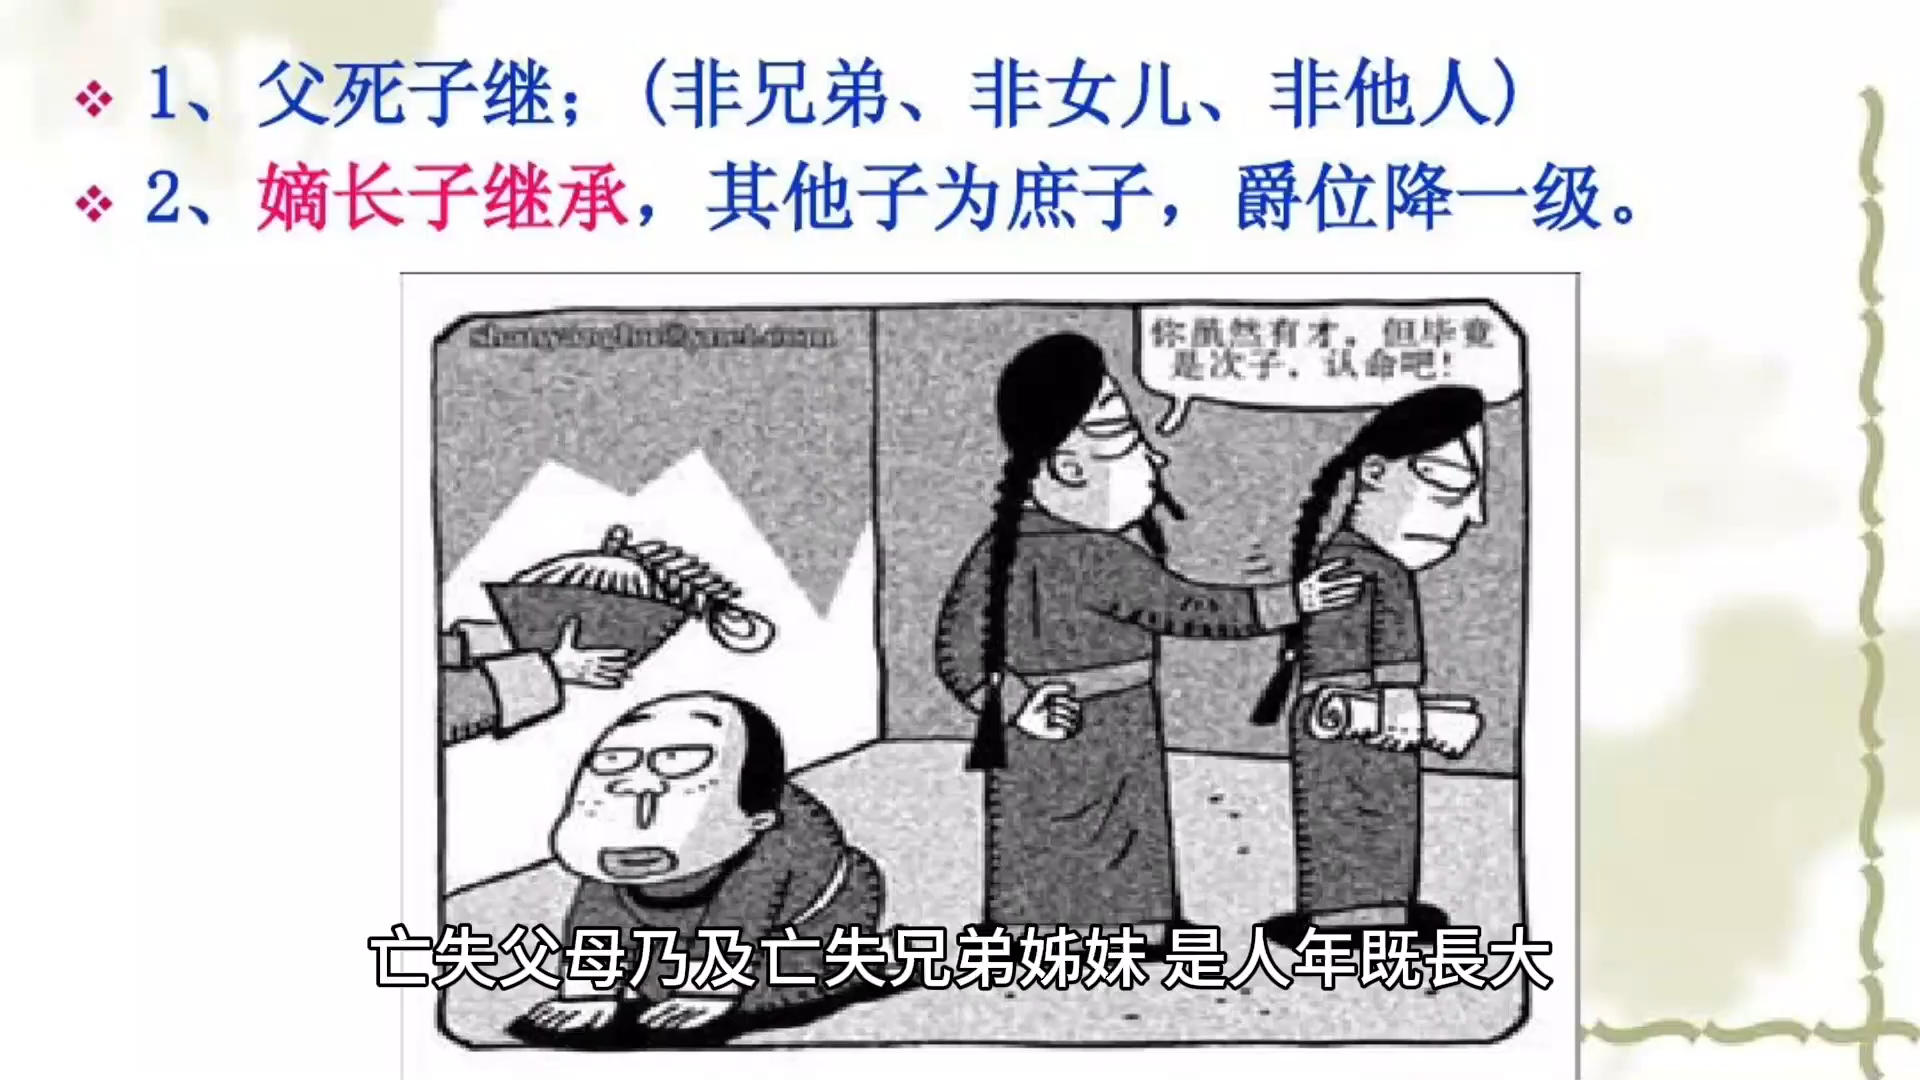 1、父死子继；(非兄弟、非女儿、非他人)
2、嫡长子继承，其他子为庶子，爵位降一级。
你虽然有才，但毕竟
是次子，认命吧！
亡失父母乃及亡失兄弟姊妹 是人年既長大